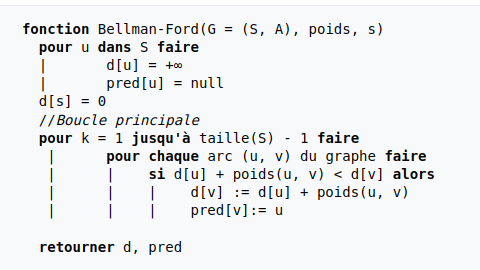 fonction Bellman-Ford(G = (S, A), poids, s)
pour u dans S faire
| d[u] = +∞
| pred[u] = null
d[s] = 0
//Boucle principale
pour k = 1 jusqu'à taille(S) - 1 faire
| pour chaque arc (u, v) du graphe faire
| | si d[u] + poids(u, v) < d[v] alors
| | | d[v] := d[u] + poids(u, v)
| | | pred[v]:= u
retourner d, pred